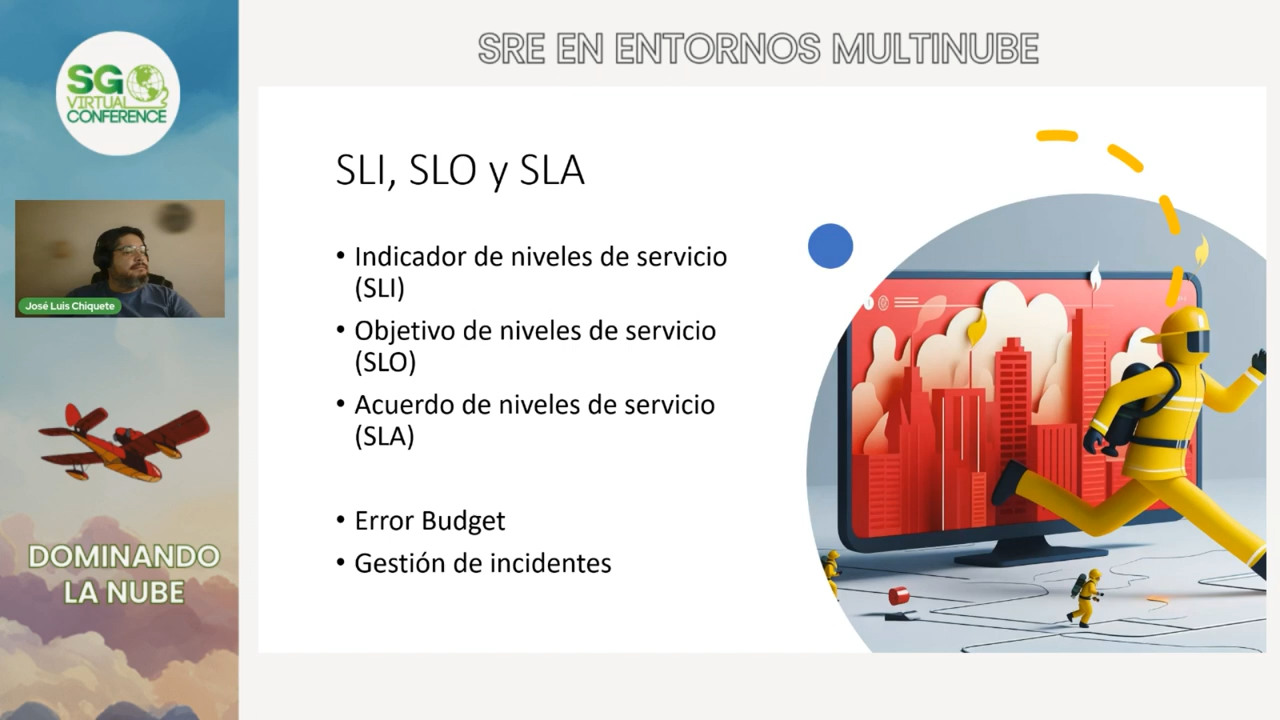 SG
VIRTUAL
CONFERENCE
José Luis Chiquete
DOMINANDO
LA NUBE
SRE EN ENTORNOS MULTINUBE
SLI, SLO y SLA
• Indicador de niveles de servicio
(SLI)
• Objetivo de niveles de servicio
(SLO)
• Acuerdo de niveles de servicio
(SLA)
• Error Budget
• Gestión de incidentes